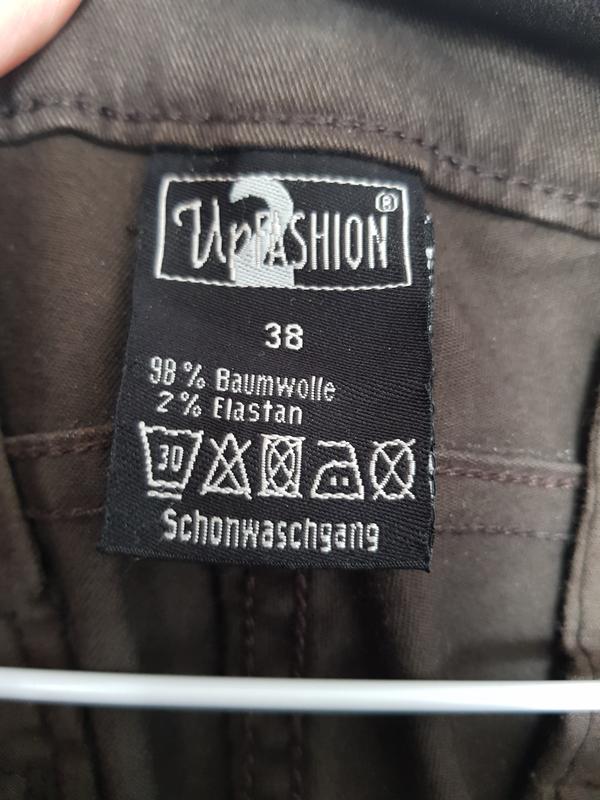 Up2FASHION®
38
98 % Baumwolle
2 % Elastan
30
Schonwaschgang